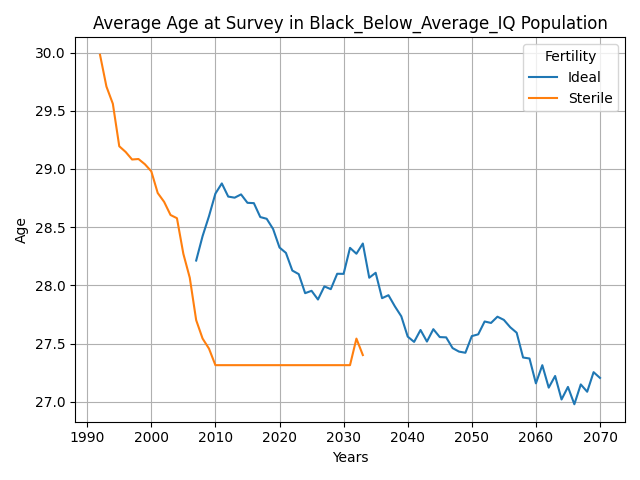 Average Age at Survey in Black_Below_Average_IQ Population
30.0
29.5
29.0
28.5
28.0
27.5
27.0
Age
Fertility
Ideal
Sterile
1990 2000 2010 2020 2030 2040 2050 2060 2070
Years